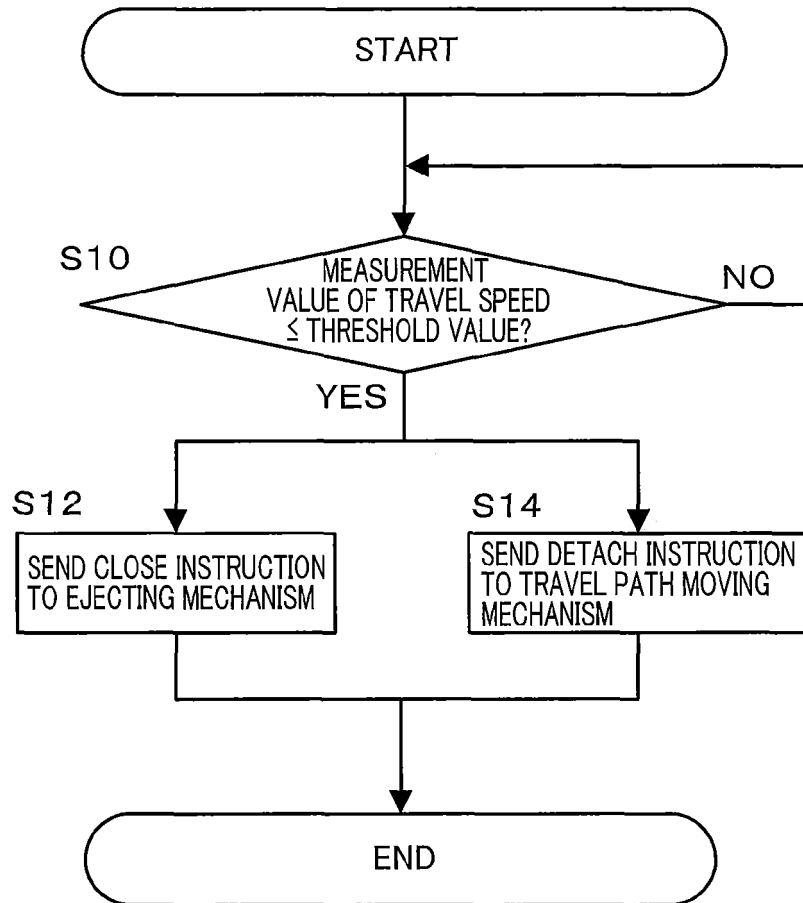 START
S10
MEASUREMENT
VALUE OF TRAVEL SPEED
≦ THRESHOLD VALUE?
NO
YES
S12
SEND CLOSE INSTRUCTION
TO EJECTING MECHANISM
S14
SEND DETACH INSTRUCTION
TO TRAVEL PATH MOVING
MECHANISM
END